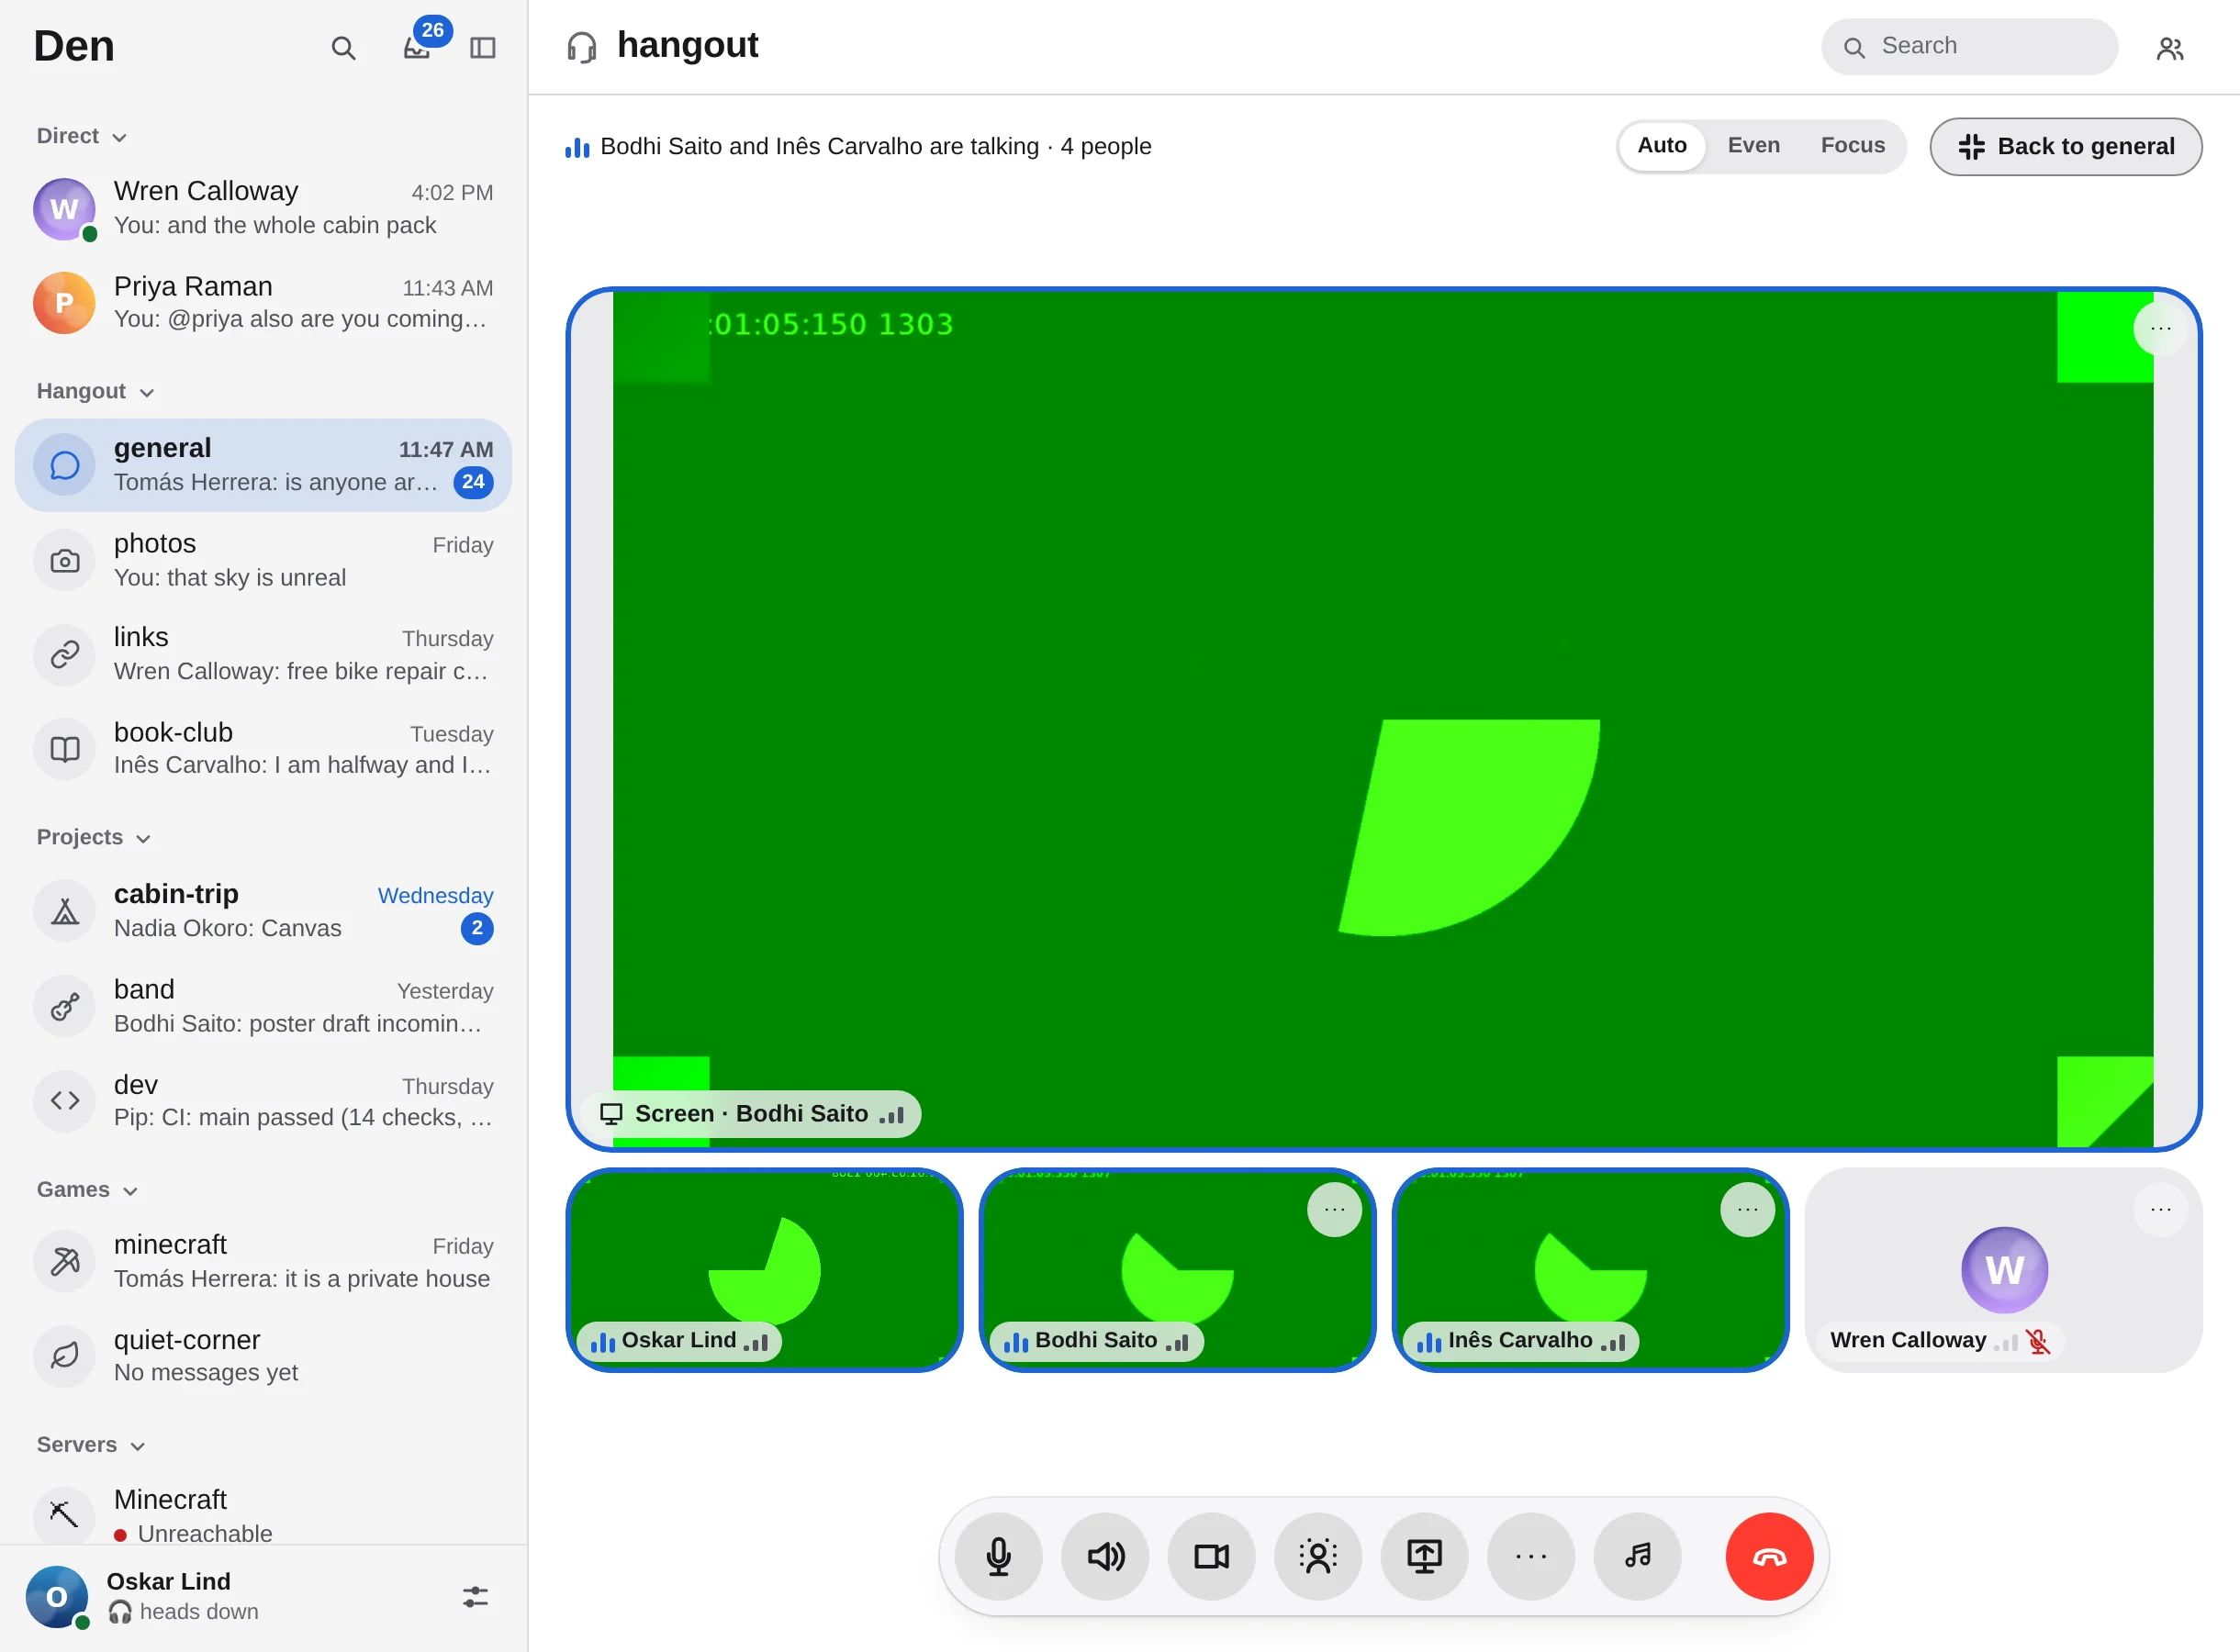 Den
26
Direct
Wren Calloway 4:02 PM
You: and the whole cabin pack
Priya Raman 11:43 AM
You: @priya also are you coming…
Hangout
general 11:47 AM
Tomás Herrera: is anyone ar… 24
photos Friday
You: that sky is unreal
links Thursday
Wren Calloway: free bike repair c…
book-club Tuesday
Inês Carvalho: I am halfway and I…
Projects
cabin-trip Wednesday
Nadia Okoro: Canvas 2
band Yesterday
Bodhi Saito: poster draft incomin…
dev Thursday
Pip: CI: main passed (14 checks, …
Games
minecraft Friday
Tomás Herrera: it is a private house
quiet-corner
No messages yet
Servers
Minecraft
Unreachable
O
Oskar Lind
heads down
hangout
Search
Bodhi Saito and Inês Carvalho are talking · 4 people
Auto Even Focus Back to general
:01:05:150 1303
Screen · Bodhi Saito
Oskar Lind
Bodhi Saito
Inês Carvalho
W
Wren Calloway